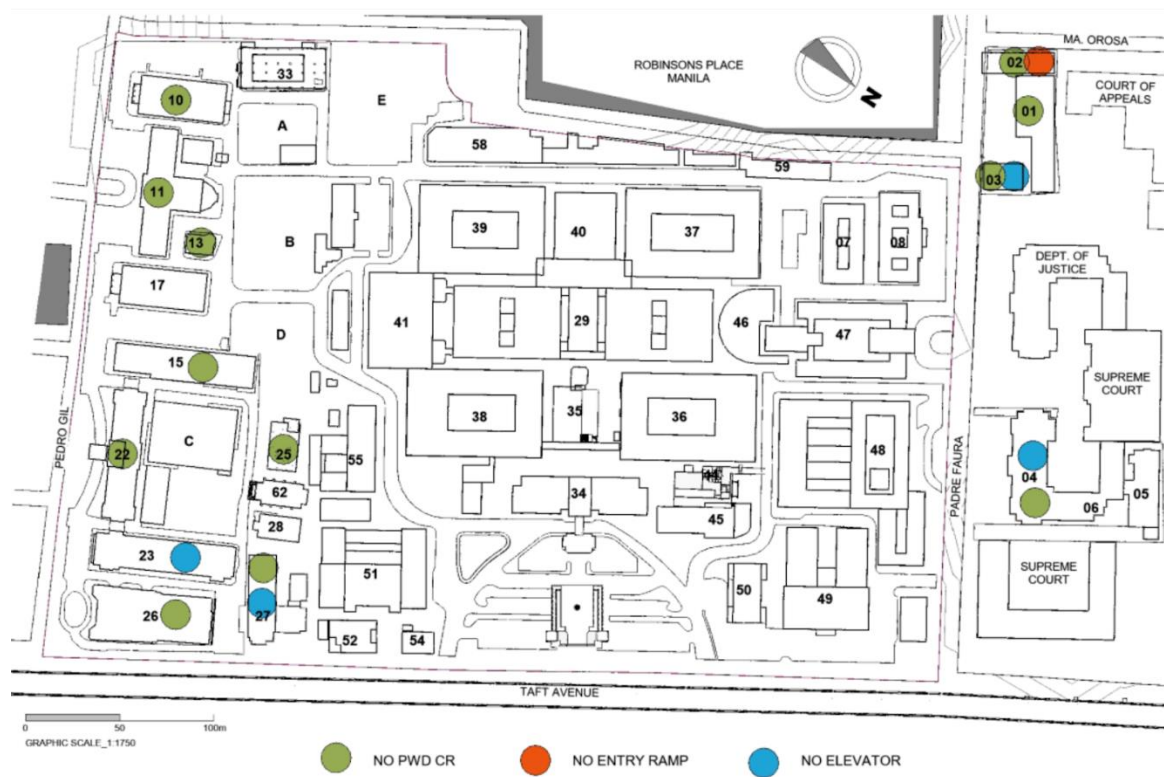 MA. OROSA
ROBINSONS PLACE
MANILA
N
COURT OF
APPEALS
02
01
03
33
10
A
E
58
59
11
13
B
39
40
37
07
08
DEPT. OF
JUSTICE
17
D
41
29
46
47
15
SUPREME
COURT
PEDRO GIL
C
22
25
55
38
35
36
48
04
05
06
62
28
34
44
45
PADRE FAURA
23
27
51
50
49
SUPREME
COURT
26
52
54
TAFT AVENUE
0 50 100m
GRAPHIC SCALE_1:1750
NO PWD CR
NO ENTRY RAMP
NO ELEVATOR